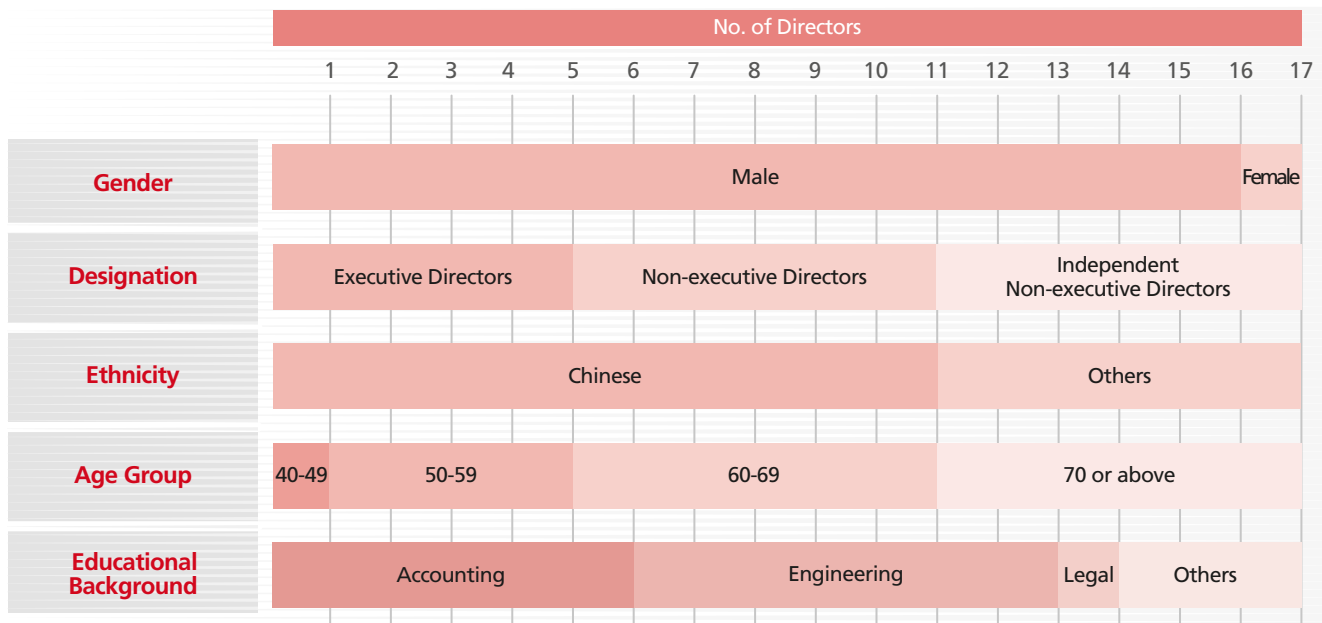 No. of Directors
1 2 3 4 5 6 7 8 9 10 11 12 13 14 15 16 17
Gender
Male
Female
Designation
Executive Directors
Non-executive Directors
Independent
Non-executive Directors
Ethnicity
Chinese
Others
Age Group
40-49
50-59
60-69
70 or above
Educational
Background
Accounting
Engineering
Legal
Others